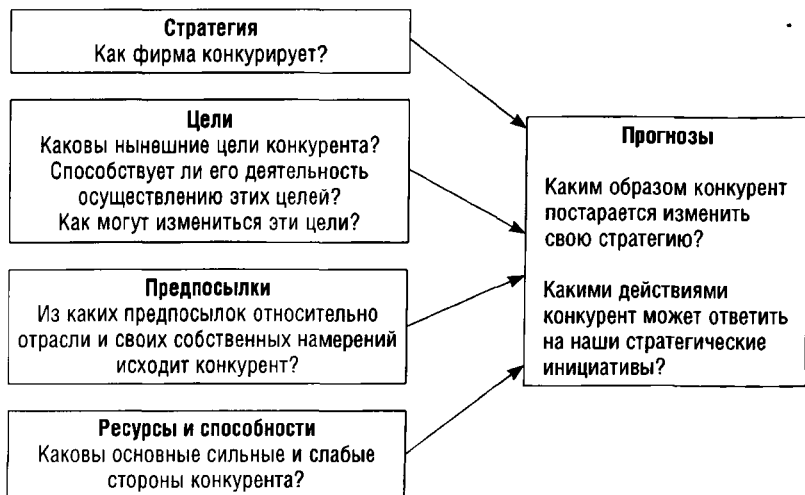 Стратегия
Как фирма конкурирует?
Цели
Каковы нынешние цели конкурента?
Способствует ли его деятельность
осуществлению этих целей?
Как могут измениться эти цели?
Предпосылки
Из каких предпосылок относительно
отрасли и своих собственных намерений
исходит конкурент?
Ресурсы и способности
Каковы основные сильные и слабые
стороны конкурента?
Прогнозы
Каким образом конкурент
постарается изменить
свою стратегию?
Какими действиями
конкурент может ответить
на наши стратегические
инициативы?